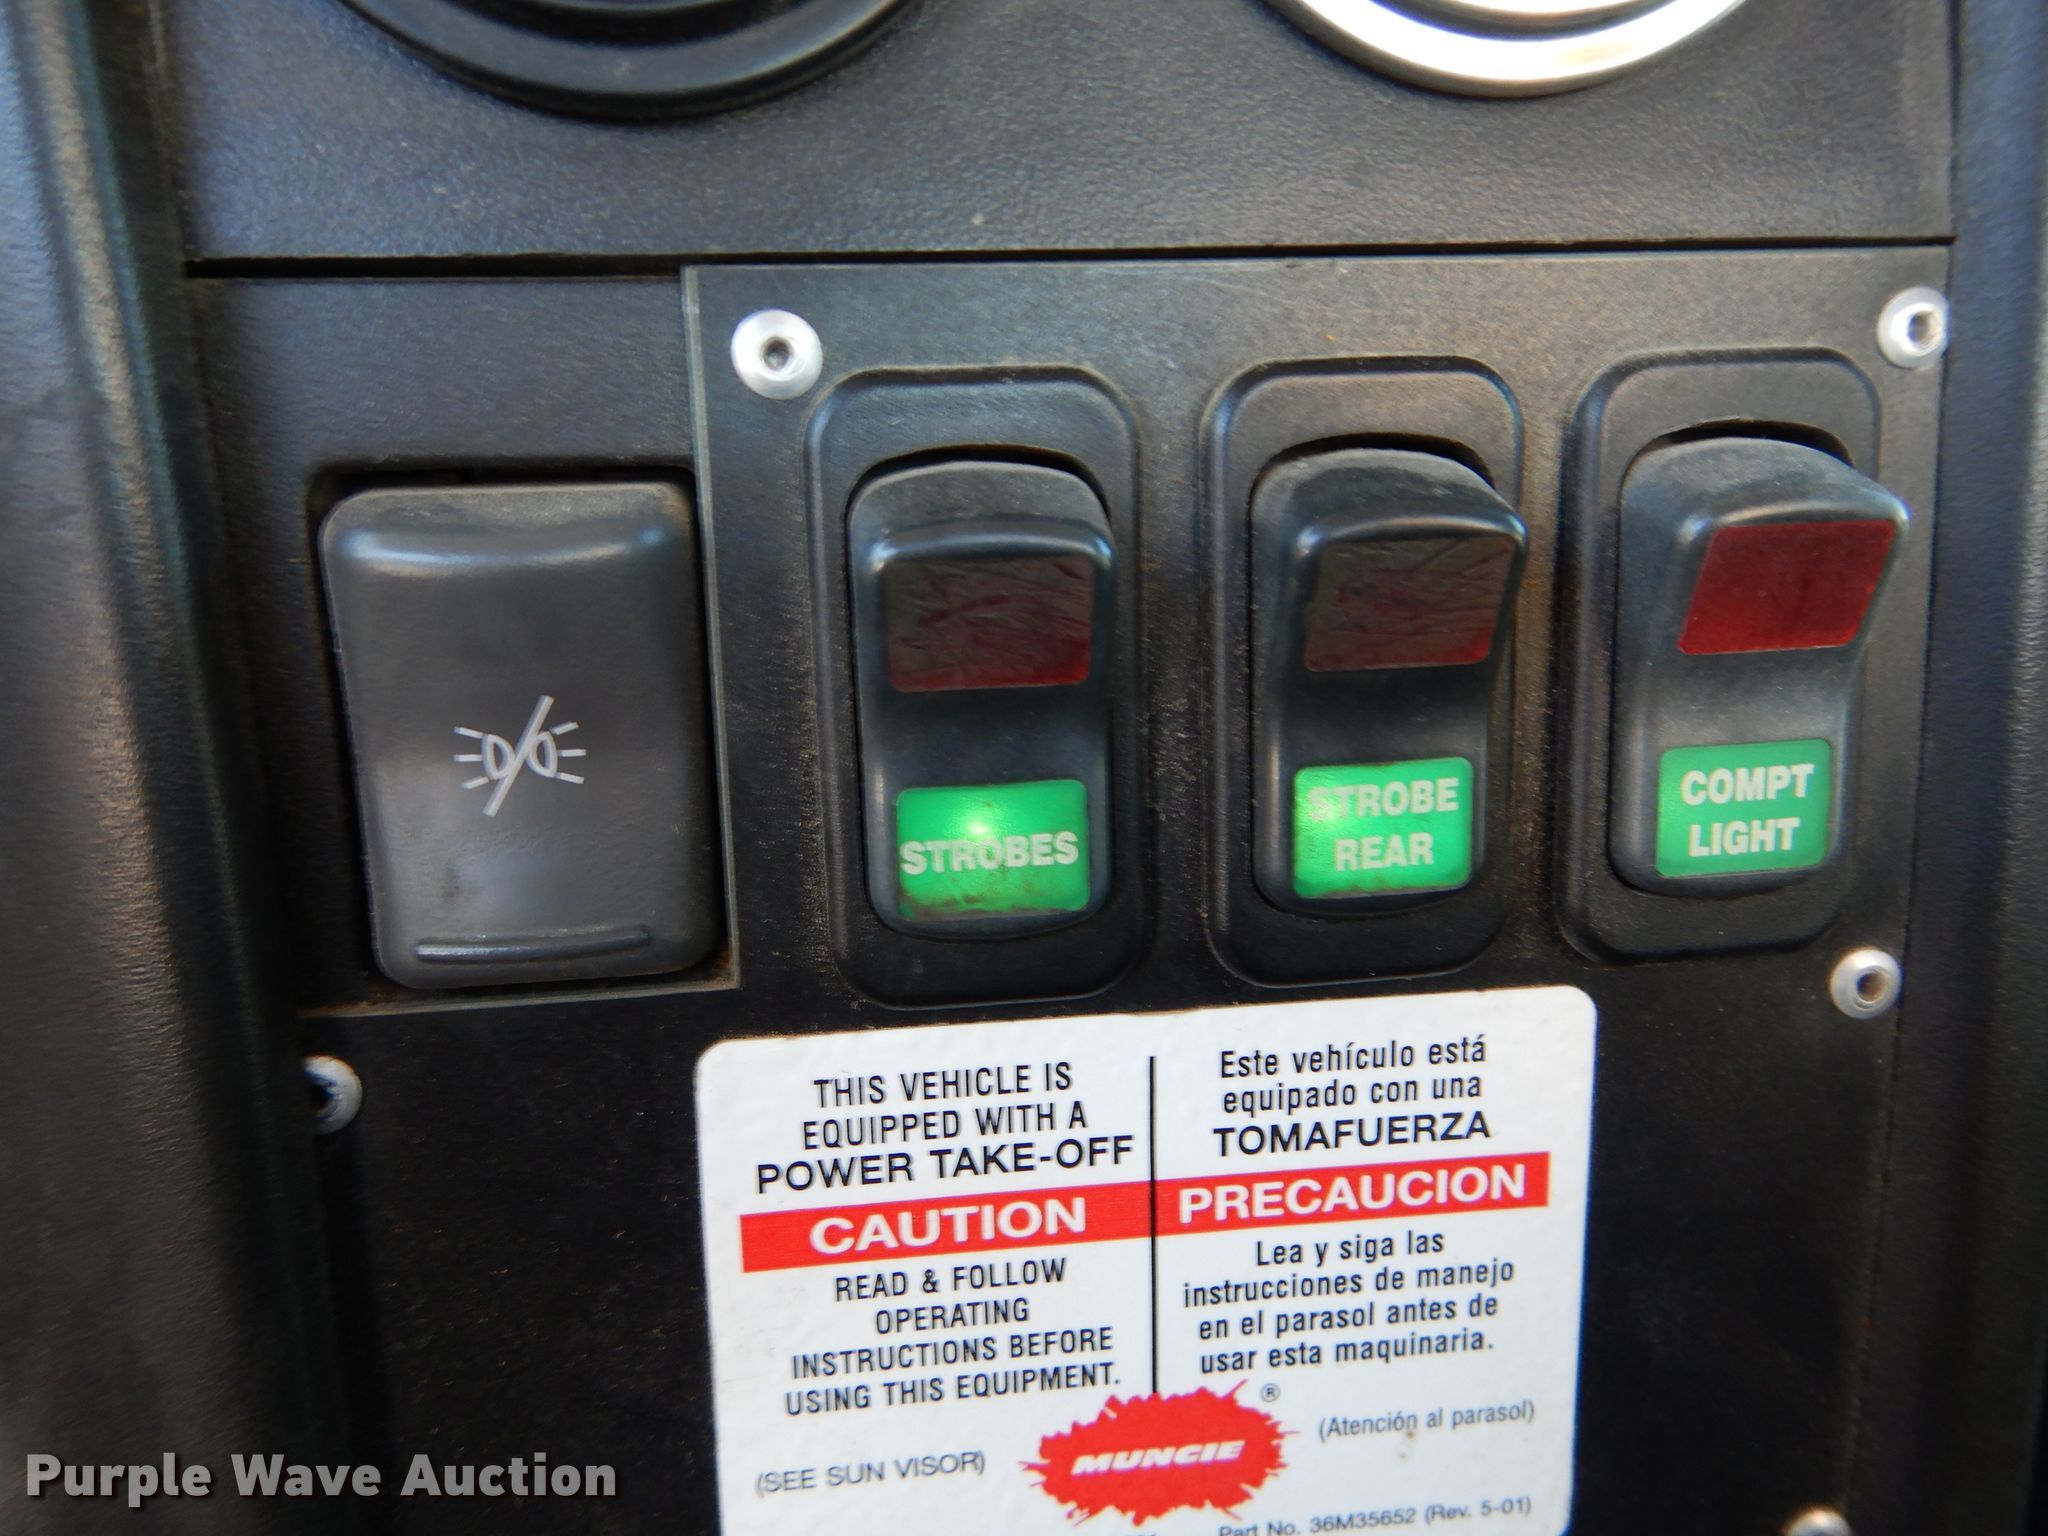 STROBES
STROBE
REAR
COMPT
LIGHT
THIS VEHICLE IS
EQUIPPED WITH A
POWER TAKE-OFF
CAUTION
READ & FOLLOW
OPERATING
INSTRUCTIONS BEFORE
USING THIS EQUIPMENT.
(SEE SUN VISOR)
Este vehículo está
equipado con una
TOMAFUERZA
PRECAUCION
Lea y siga las
instrucciones de manejo
en el parasol antes de
usar esta maquinaria.
(Atención al parasol)
MUNCIE ®
Part No. 36M35652 (Rev. 5-01)
Purple Wave Auction